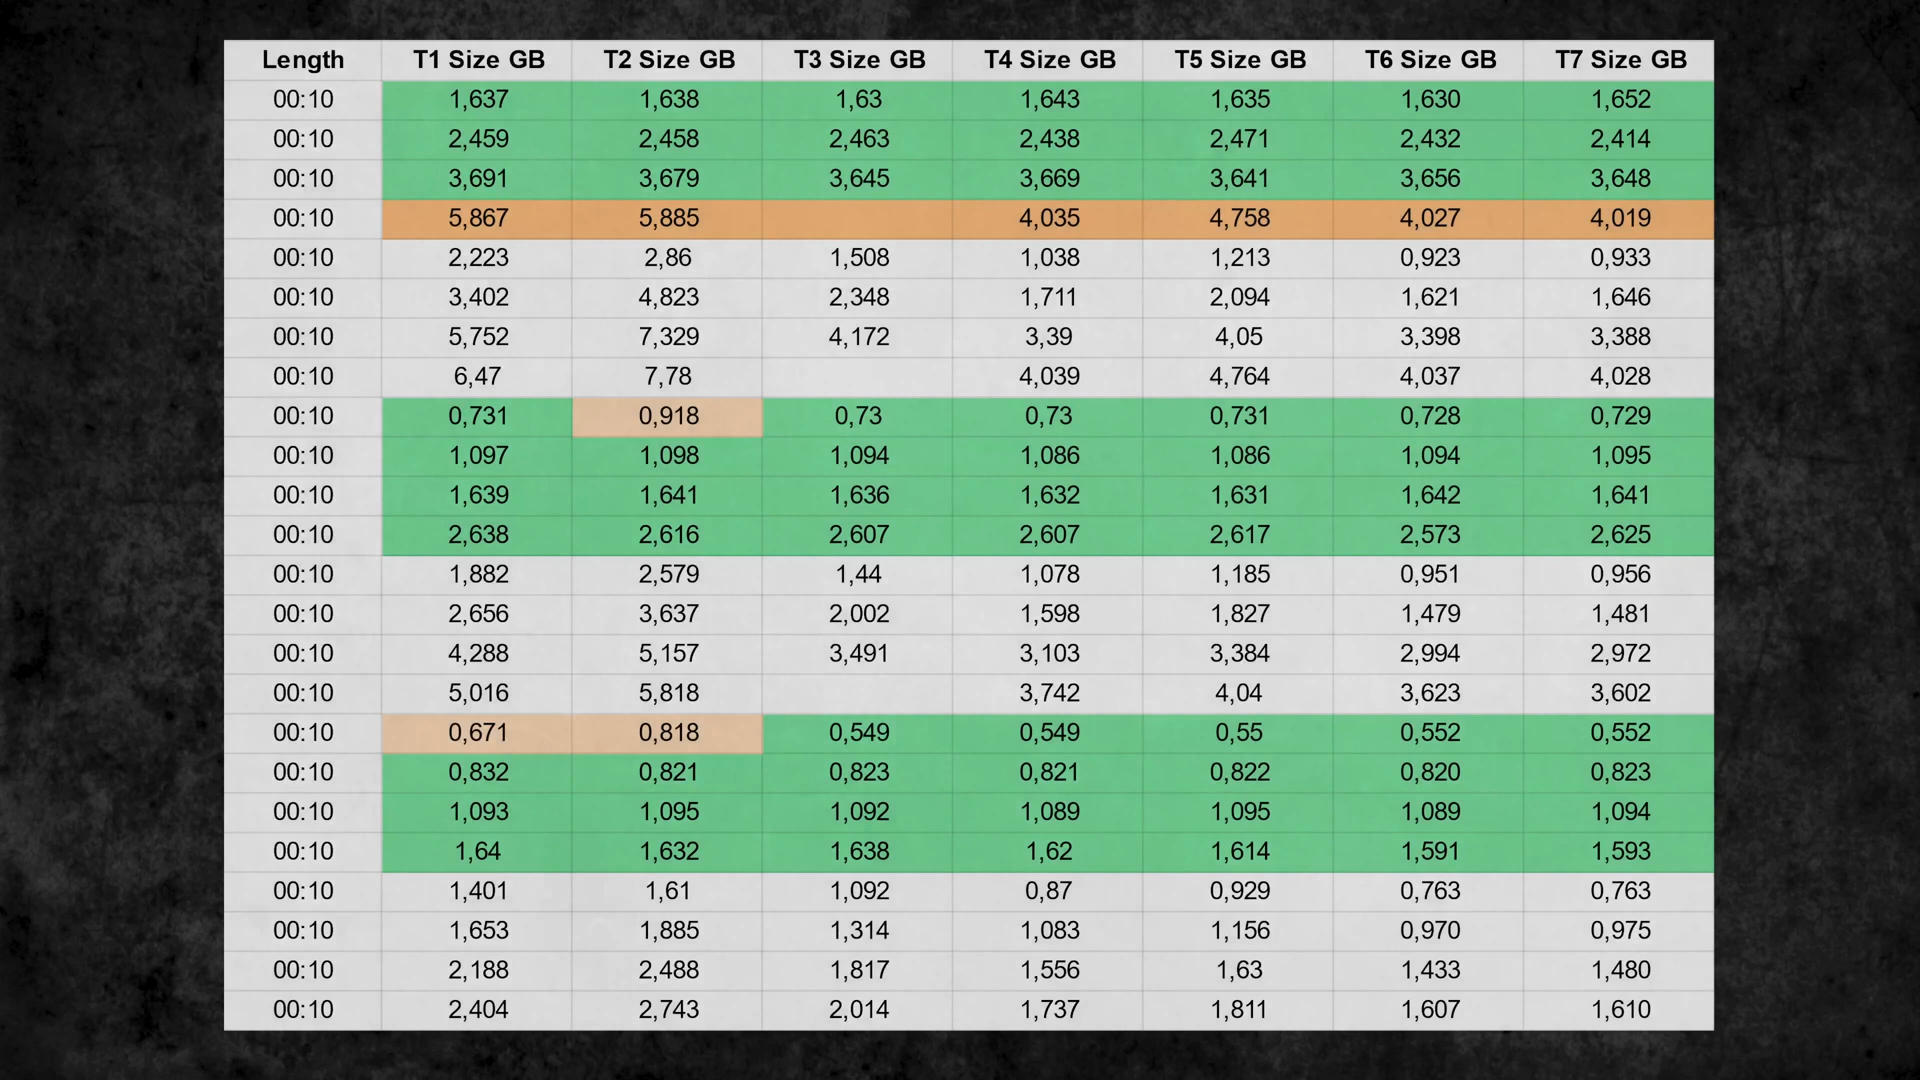 Length T1 Size GB T2 Size GB T3 Size GB T4 Size GB T5 Size GB T6 Size GB T7 Size GB
00:10 1,637 1,638 1,63 1,643 1,635 1,630 1,652
00:10 2,459 2,458 2,463 2,438 2,471 2,432 2,414
00:10 3,691 3,679 3,645 3,669 3,641 3,656 3,648
00:10 5,867 5,885 4,035 4,758 4,027 4,019
00:10 2,223 2,86 1,508 1,038 1,213 0,923 0,933
00:10 3,402 4,823 2,348 1,711 2,094 1,621 1,646
00:10 5,752 7,329 4,172 3,39 4,05 3,398 3,388
00:10 6,47 7,78 4,039 4,764 4,037 4,028
00:10 0,731 0,918 0,73 0,73 0,731 0,728 0,729
00:10 1,097 1,098 1,094 1,086 1,086 1,094 1,095
00:10 1,639 1,641 1,636 1,632 1,631 1,642 1,641
00:10 2,638 2,616 2,607 2,607 2,617 2,573 2,625
00:10 1,882 2,579 1,44 1,078 1,185 0,951 0,956
00:10 2,656 3,637 2,002 1,598 1,827 1,479 1,481
00:10 4,288 5,157 3,491 3,103 3,384 2,994 2,972
00:10 5,016 5,818 3,742 4,04 3,623 3,602
00:10 0,671 0,818 0,549 0,549 0,55 0,552 0,552
00:10 0,832 0,821 0,823 0,821 0,822 0,820 0,823
00:10 1,093 1,095 1,092 1,089 1,095 1,089 1,094
00:10 1,64 1,632 1,638 1,62 1,614 1,591 1,593
00:10 1,401 1,61 1,092 0,87 0,929 0,763 0,763
00:10 1,653 1,885 1,314 1,083 1,156 0,970 0,975
00:10 2,188 2,488 1,817 1,556 1,63 1,433 1,480
00:10 2,404 2,743 2,014 1,737 1,811 1,607 1,610